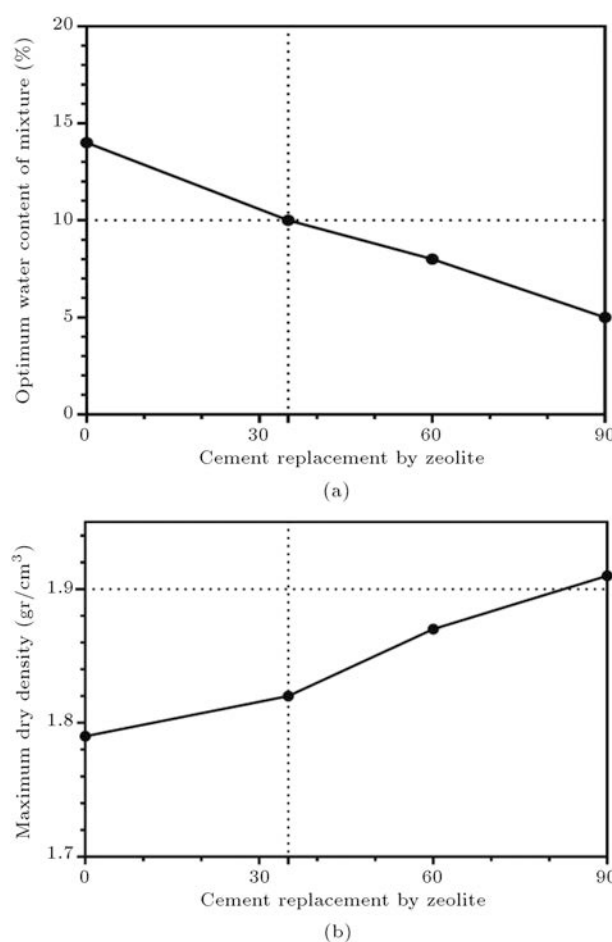 20
15
10
5
0
Optimum water content of mixture (%)
0 30 60 90
Cement replacement by zeolite
(a)
1.9
1.8
1.7
Maximum dry density (gr/cm³)
0 30 60 90
Cement replacement by zeolite
(b)